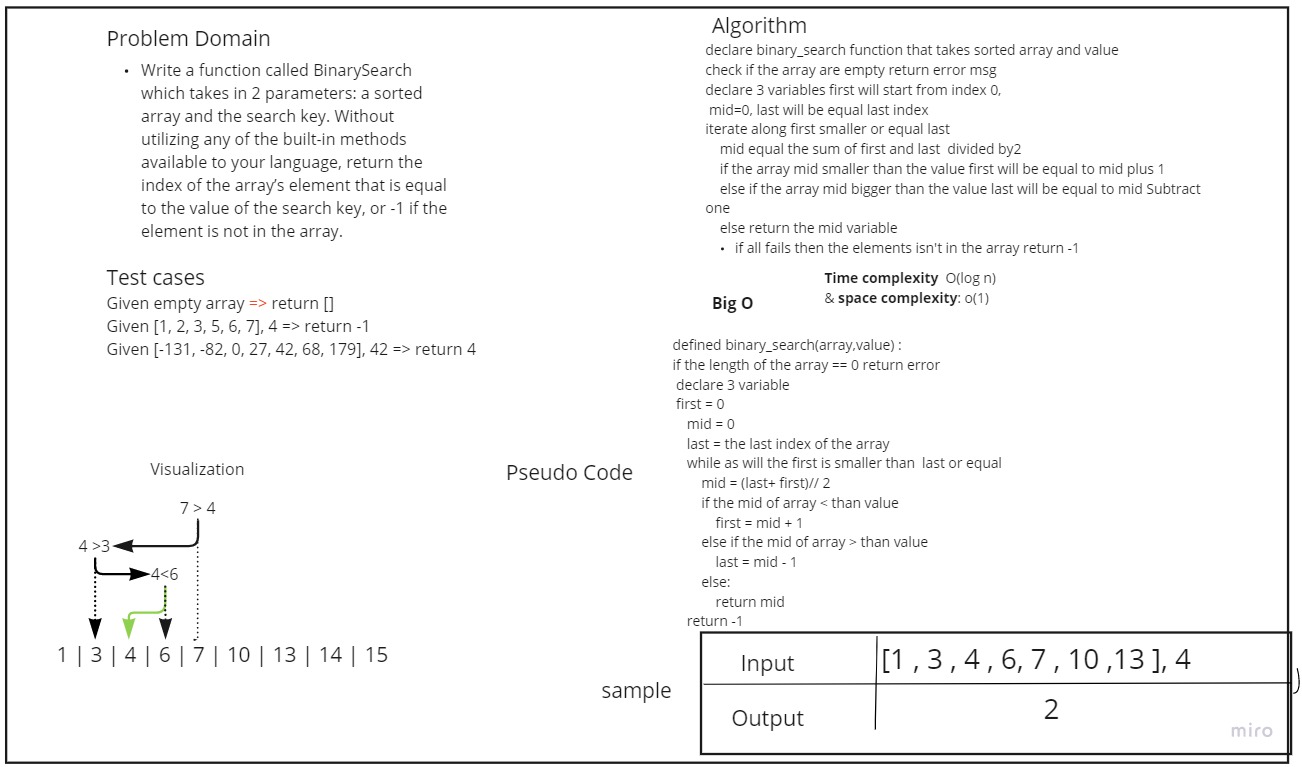 Problem Domain
• Write a function called BinarySearch
which takes in 2 parameters: a sorted
array and the search key. Without
utilizing any of the built-in methods
available to your language, return the
index of the array's element that is equal
to the value of the search key, or -1 if the
element is not in the array.
Test cases
Given empty array => return []
Given [1, 2, 3, 5, 6, 7], 4 => return -1
Given [-131, -82, 0, 27, 42, 68, 179], 42 => return 4
Algorithm
declare binary_search function that takes sorted array and value
check if the array are empty return error msg
declare 3 variables first will start from index 0,
mid=0, last will be equal last index
iterate along first smaller or equal last
mid equal the sum of first and last divided by2
if the array mid smaller than the value first will be equal to mid plus 1
else if the array mid bigger than the value last will be equal to mid Subtract
one
else return the mid variable
• if all fails then the elements isn't in the array return -1
Big O
Time complexity O(log n)
& space complexity: o(1)
Visualization
7 > 4
4 >3
4<6
1 | 3 | 4 | 6 | 7 | 10 | 13 | 14 | 15
Pseudo Code
defined binary_search(array,value) :
if the length of the array == 0 return error
declare 3 variable
first = 0
mid = 0
last = the last index of the array
while as will the first is smaller than last or equal
mid = (last+ first)// 2
if the mid of array < than value
first = mid + 1
else if the mid of array > than value
last = mid - 1
else:
return mid
return -1
sample
Input [1 , 3 , 4 , 6, 7 , 10 ,13 ], 4
Output 2
miro